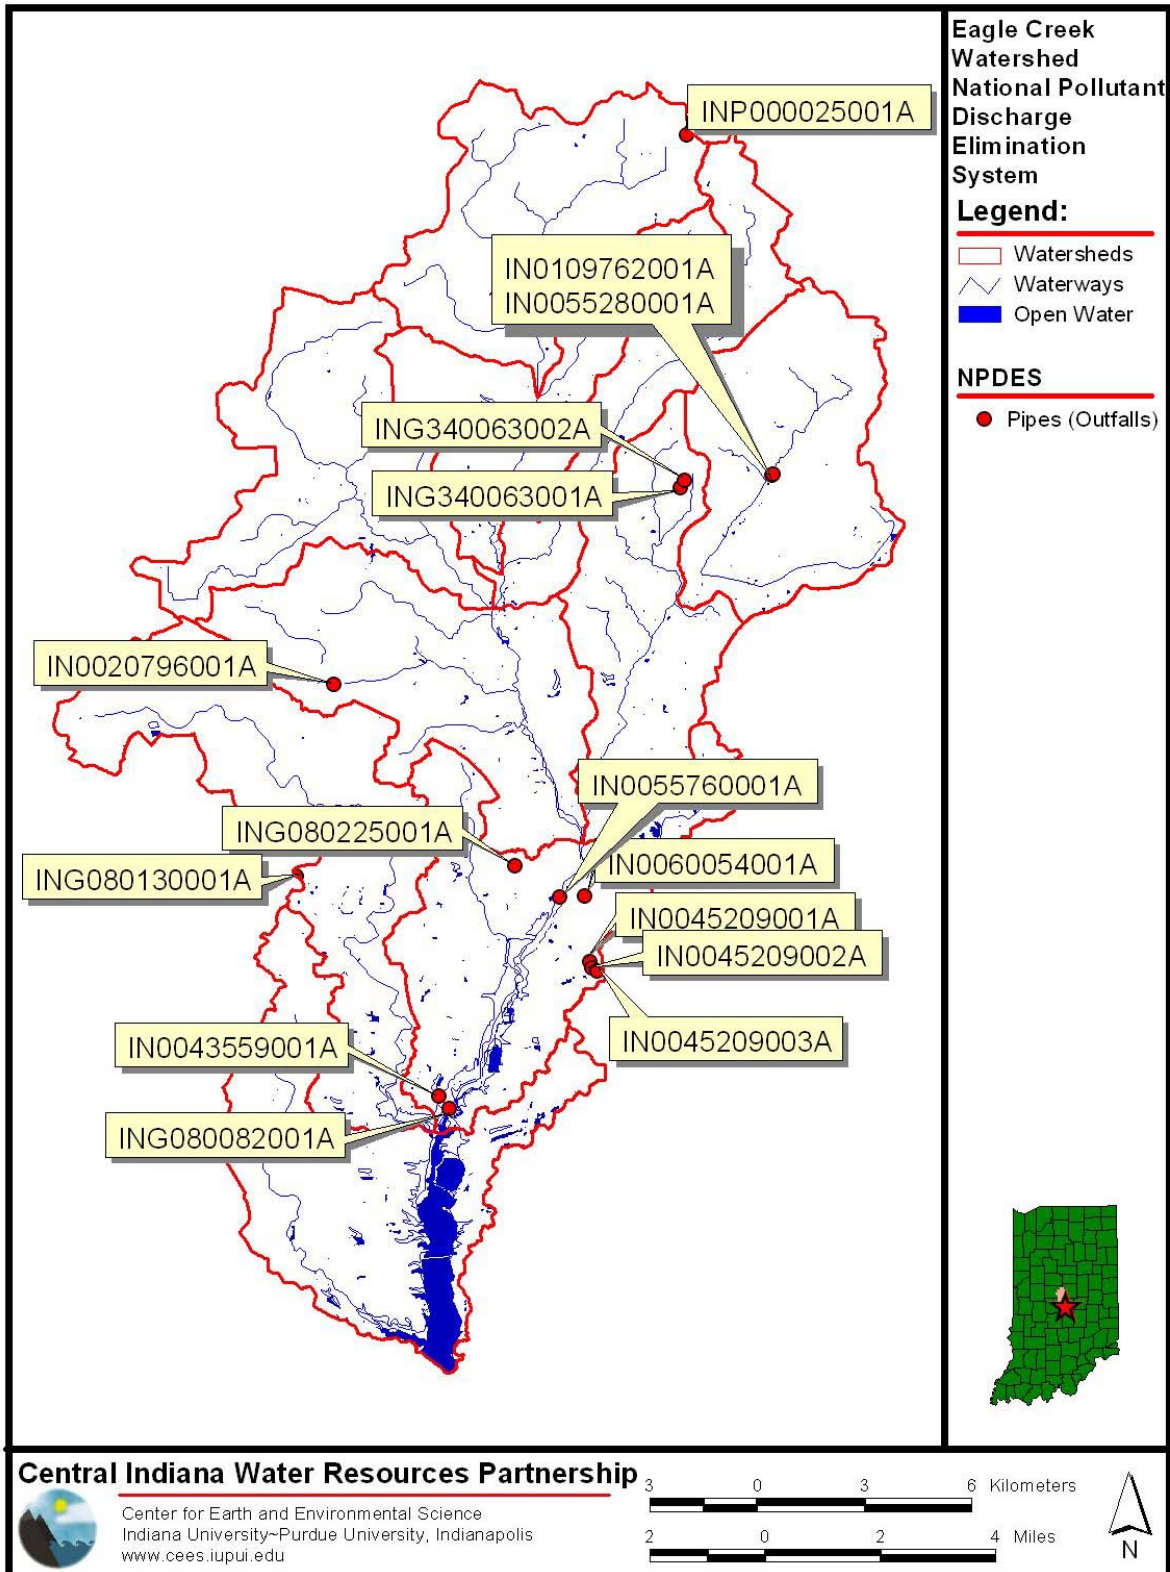 Eagle Creek
Watershed
National Pollutant
Discharge
Elimination
System
Legend:
Watersheds
Waterways
Open Water
NPDES
Pipes (Outfalls)
INP000025001A
IN0109762001A
IN0055280001A
ING340063002A
ING340063001A
IN0020796001A
IN0055760001A
ING080225001A
IN0060054001A
ING080130001A
IN0045209001A
IN0045209002A
IN0043559001A
IN0045209003A
ING080082001A
Central Indiana Water Resources Partnership
Center for Earth and Environmental Science
Indiana University~Purdue University, Indianapolis
www.cees.iupui.edu
3 0 3 6 Kilometers
2 0 2 4 Miles
N